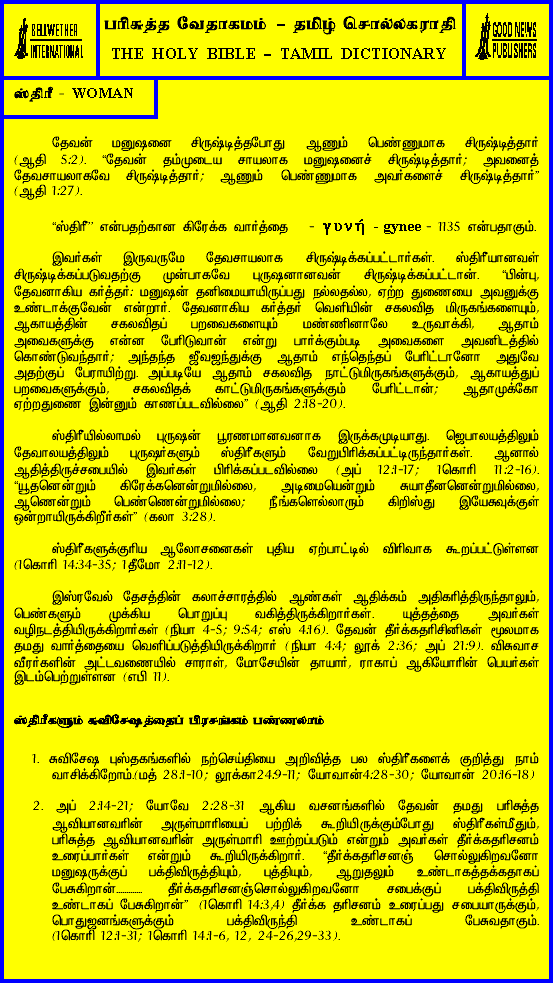 BELLWETHER
INTERNATIONAL
பரிசுத்த வேதாகமம் - தமிழ் சொல்லகராதி
THE HOLY BIBLE - TAMIL DICTIONARY
GOOD NEWS
PUBLISHERS
ஸ்திரீ - WOMAN
தேவன் மனுஷனை சிருஷ்டித்தபோது ஆணும் பெண்ணுமாக சிருஷ்டித்தார்
(ஆதி 5:2). "தேவன் தம்முடைய சாயலாக மனுஷனைச் சிருஷ்டித்தார்; அவனைத்
தேவசாயலாகவே சிருஷ்டித்தார்; ஆணும் பெண்ணுமாக அவர்களைச் சிருஷ்டித்தார்"
(ஆதி 1:27).
"ஸ்திரீ" என்பதற்கான கிரேக்க வார்த்தை - γυνή - gynee - 1135 என்பதாகும்.
இவர்கள் இருவருமே தேவசாயலாக சிருஷ்டிக்கப்பட்டார்கள். ஸ்திரீயானவள்
சிருஷ்டிக்கப்படுவதற்கு முன்பாகவே புருஷனானவன் சிருஷ்டிக்கப்பட்டான். "பின்பு,
தேவனாகிய கர்த்தர்: மனுஷன் தனிமையாயிருப்பது நல்லதல்ல, ஏற்ற துணையை அவனுக்கு
உண்டாக்குவேன் என்றார். தேவனாகிய கர்த்தர் வெளியின் சகலவித மிருகங்களையும்,
ஆகாயத்தின் சகலவிதப் பறவைகளையும் மண்ணினாலே உருவாக்கி, ஆதாம்
அவைகளுக்கு என்ன பேரிடுவான் என்று பார்க்கும்படி அவைகளை அவனிடத்தில்
கொண்டுவந்தார்; அந்தந்த ஜீவஜந்துக்கு ஆதாம் எந்தெந்தப் பேரிட்டானோ அதுவே
அதற்குப் பேராயிற்று. அப்படியே ஆதாம் சகலவித நாட்டுமிருகங்களுக்கும், ஆகாயத்துப்
பறவைகளுக்கும், சகலவிதக் காட்டுமிருகங்களுக்கும் பேரிட்டான்; ஆதாமுக்கோ
ஏற்றதுணை இன்னும் காணப்படவில்லை" (ஆதி 2:18-20).
ஸ்திரீயில்லாமல் புருஷன் பூரணமானவனாக இருக்கமுடியாது. ஜெபாலயத்திலும்
தேவாலயத்திலும் புருஷர்களும் ஸ்திரீகளும் வேறுபிரிக்கப்பட்டிருந்தார்கள். ஆனால்
ஆதித்திருச்சபையில் இவர்கள் பிரிக்கப்படவில்லை (அப் 12:1-17; 1கொரி 11:2-16).
"யூதனென்றும் கிரேக்கனென்றுமில்லை, அடிமையென்றும் சுயாதீனனென்றுமில்லை,
ஆணென்றும் பெண்ணென்றுமில்லை; நீங்களெல்லாரும் கிறிஸ்து இயேசுவுக்குள்
ஒன்றாயிருக்கிறீர்கள்" (கலா 3:28).
ஸ்திரீகளுக்குரிய ஆலோசனைகள் புதிய ஏற்பாட்டில் விரிவாக கூறப்பட்டுள்ளன
(1கொரி 14:34-35; 1தீமோ 2:11-12).
இஸ்ரவேல் தேசத்தின் கலாச்சாரத்தில் ஆண்கள் ஆதிக்கம் அதிகரித்திருந்தாலும்,
பெண்களும் முக்கிய பொறுப்பு வகித்திருக்கிறார்கள். யுத்தத்தை அவர்கள்
வழிநடத்தியிருக்கிறார்கள் (நியா 4-5; 9:54; எஸ் 4:16). தேவன் தீர்க்கதரிசினிகள் மூலமாக
தமது வார்த்தையை வெளிப்படுத்தியிருக்கிறார் (நியா 4:4; லூக் 2:36; அப் 21:9). விசுவாச
வீரர்களின் அட்டவணையில் சாராள், மோசேயின் தாயார், ராகாப் ஆகியோரின் பெயர்கள்
இடம்பெற்றுள்ளன (எபி 11).
ஸ்திரீகளும் சுவிசேஷத்தைப் பிரசங்கம் பண்ணலாம்
1. சுவிசேஷ புஸ்தகங்களில் நற்செய்தியை அறிவித்த பல ஸ்திரீகளைக் குறித்து நாம்
வாசிக்கிறோம்.(மத் 28:1-10; லூக்கா24:9-11; யோவான்4:28-30; யோவான் 20:16-18)
2. அப் 2:14-21; யோவே 2:28-31 ஆகிய வசனங்களில் தேவன் தமது பரிசுத்த
ஆவியானவரின் அருள்மாரியைப் பற்றிக் கூறியிருக்கும்போது ஸ்திரீகள்மீதும்,
பரிசுத்த ஆவியானவரின் அருள்மாரி ஊற்றப்படும் என்றும் அவர்கள் தீர்க்கதரிசனம்
உரைப்பார்கள் என்றும் கூறியிருக்கிறார். "தீர்க்கதரிசனஞ் சொல்லுகிறவனோ
மனுஷருக்குப் பக்திவிருத்தியும், புத்தியும், ஆறுதலும் உண்டாகத்தக்கதாகப்
பேசுகிறான்............ தீர்க்கதரிசனஞ்சொல்லுகிறவனோ சபைக்குப் பக்திவிருத்தி
உண்டாகப் பேசுகிறான்" (1கொரி 14:3,4) தீர்க்க தரிசனம் உரைப்பது சபையாருக்கும்,
பொதுஜனங்களுக்கும் பக்திவிருந்தி உண்டாகப் பேசுவதாகும்.
(1கொரி 12:1-31; 1கொரி 14:1-6, 12, 24-26,29-33).